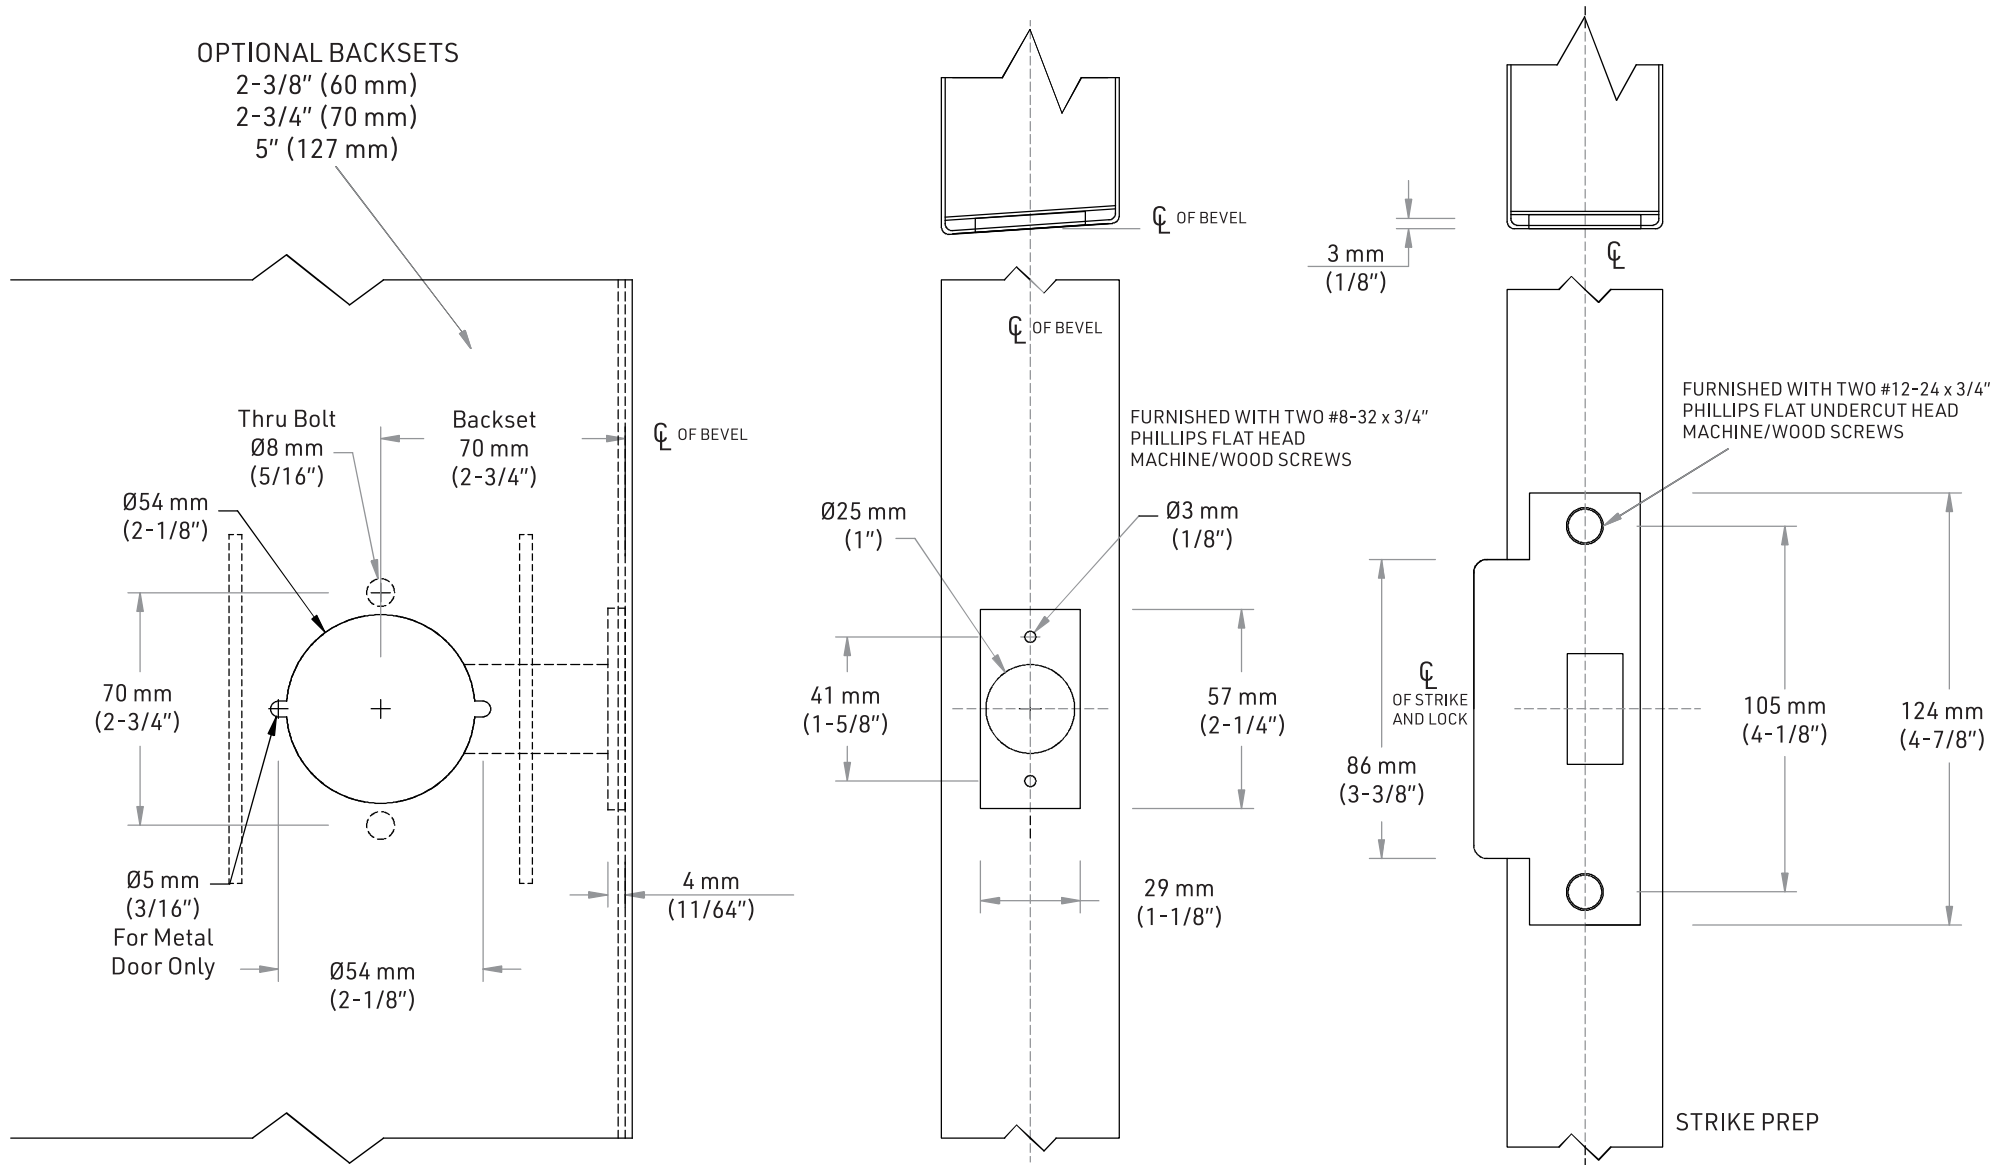 OPTIONAL BACKSETS
2-3/8" (60 mm)
2-3/4" (70 mm)
5" (127 mm)
Thru Bolt
Ø8 mm
(5/16")
Backset
70 mm
(2-3/4")
℄ OF BEVEL
Ø54 mm
(2-1/8")
70 mm
(2-3/4")
Ø5 mm
(3/16")
For Metal
Door Only
Ø54 mm
(2-1/8")
4 mm
(11/64")
℄ OF BEVEL
℄ OF BEVEL
FURNISHED WITH TWO #8-32 x 3/4"
PHILLIPS FLAT HEAD
MACHINE/WOOD SCREWS
Ø25 mm
(1")
Ø3 mm
(1/8")
41 mm
(1-5/8")
57 mm
(2-1/4")
29 mm
(1-1/8")
3 mm
(1/8")
℄
FURNISHED WITH TWO #12-24 x 3/4"
PHILLIPS FLAT UNDERCUT HEAD
MACHINE/WOOD SCREWS
℄
OF STRIKE
AND LOCK
86 mm
(3-3/8")
105 mm
(4-1/8")
124 mm
(4-7/8")
STRIKE PREP